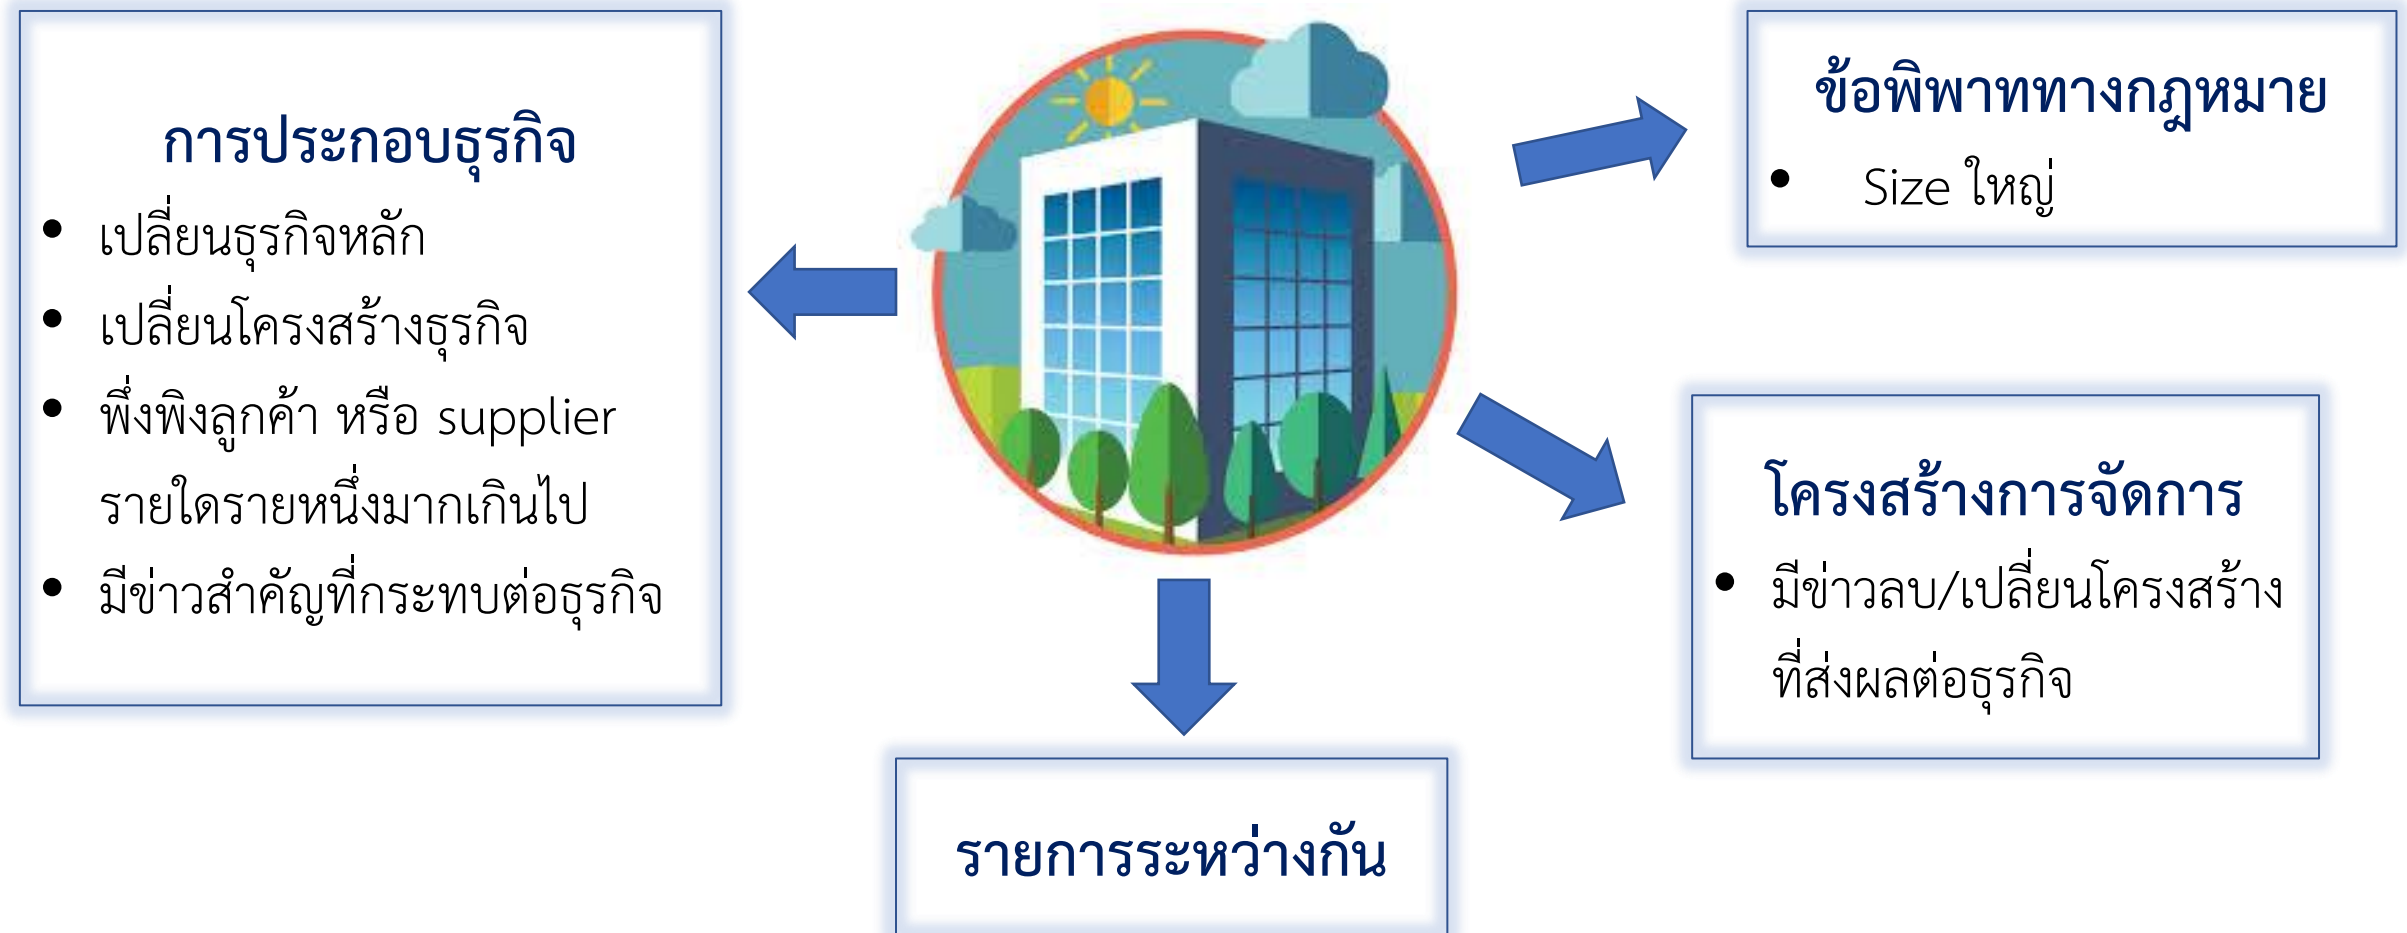 การประกอบธุรกิจ
• เปลี่ยนธุรกิจหลัก
• เปลี่ยนโครงสร้างธุรกิจ
• พึ่งพิงลูกค้า หรือ supplier
รายใดรายหนึ่งมากเกินไป
• มีข่าวสำคัญที่กระทบต่อธุรกิจ
ข้อพิพาททางกฎหมาย
• Size ใหญ่
โครงสร้างการจัดการ
• มีข่าวลบ/เปลี่ยนโครงสร้าง
ที่ส่งผลต่อธุรกิจ
รายการระหว่างกัน